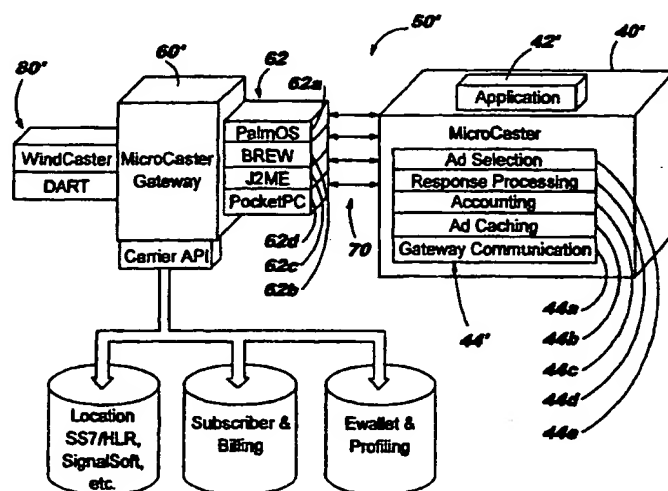 50"
60"
62
42"
40"
80"
62a
Application
PalmOS
MicroCaster
WindCaster
MicroCaster
Gateway
BREW
Ad Selection
DART
J2ME
Response Processing
PocketPC
Accounting
Ad Caching
62d
70
Gateway Communication
Carrier API
62c
62b
44"
44a
44b
44c
44d
44e
Location
SS7/HLR,
SignalSoft,
etc.
Subscriber &
Billing
Ewallet &
Profiling